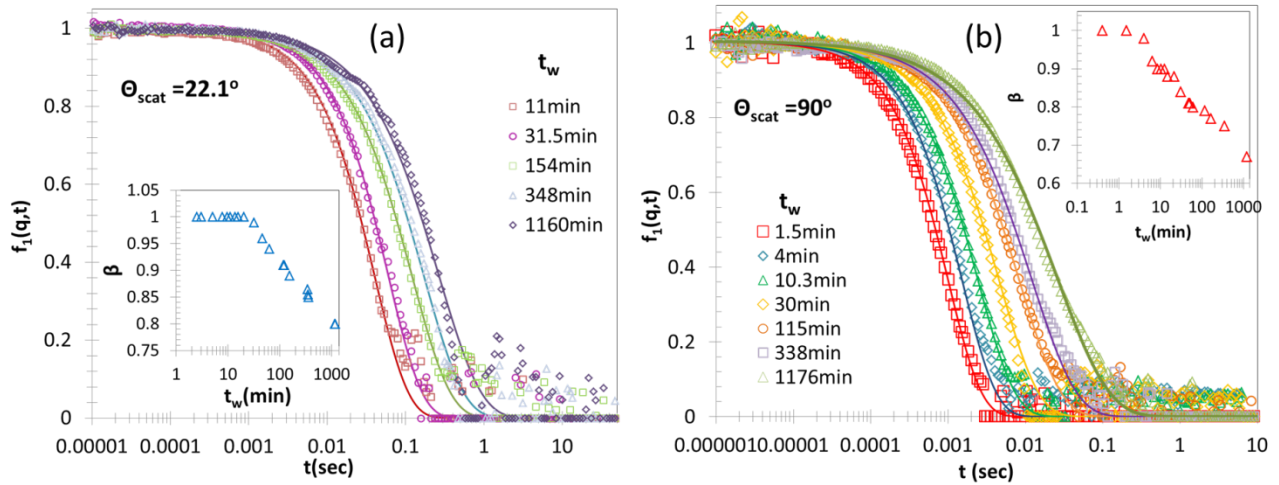 (a)
Θscat =22.1º
tw
11min
31.5min
154min
348min
1160min
f1(q,t)
1
0.8
0.6
0.4
0.2
0
0.00001 0.0001 0.001 0.01 0.1 1 10
t(sec)
β
1.05
1
0.95
0.9
0.85
0.8
0.75
1 10 100 1000
tw(min)
(b)
Θscat =90º
tw
1.5min
4min
10.3min
30min
115min
338min
1176min
f1(q,t)
1
0.8
0.6
0.4
0.2
0
0.000001 0.00001 0.0001 0.001 0.01 0.1 1 10
t (sec)
β
1
0.9
0.8
0.7
0.6
0.1 1 10 100 1000
tw(min)